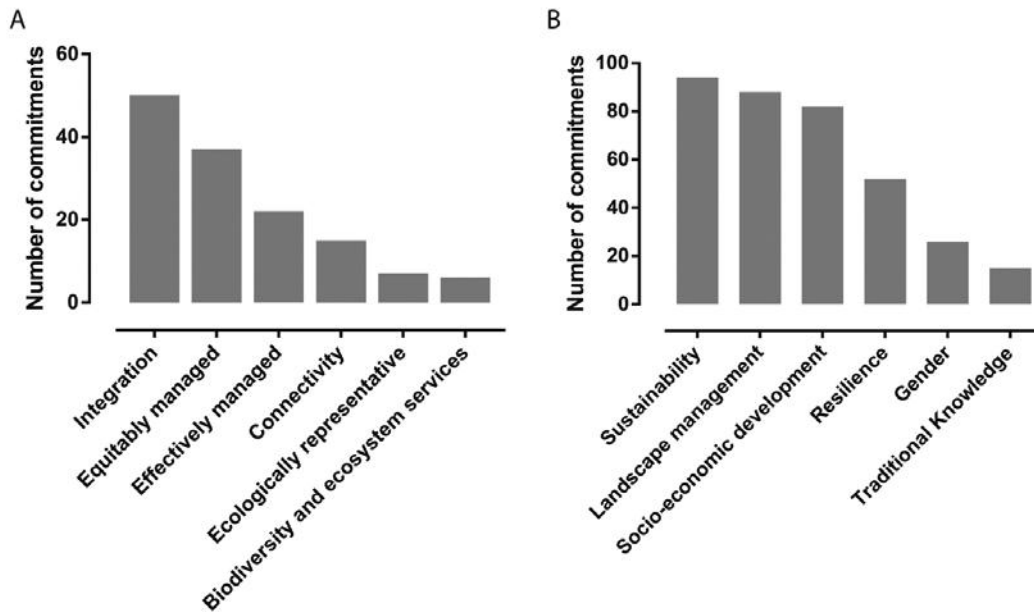 A
Number of commitments
60
40
20
0
Integration
Equitably managed
Effectively managed
Connectivity
Ecologically representative
Biodiversity and ecosystem services
B
Number of commitments
100
80
60
40
20
0
Sustainability
Landscape management
Socio-economic development
Resilience
Gender
Traditional Knowledge